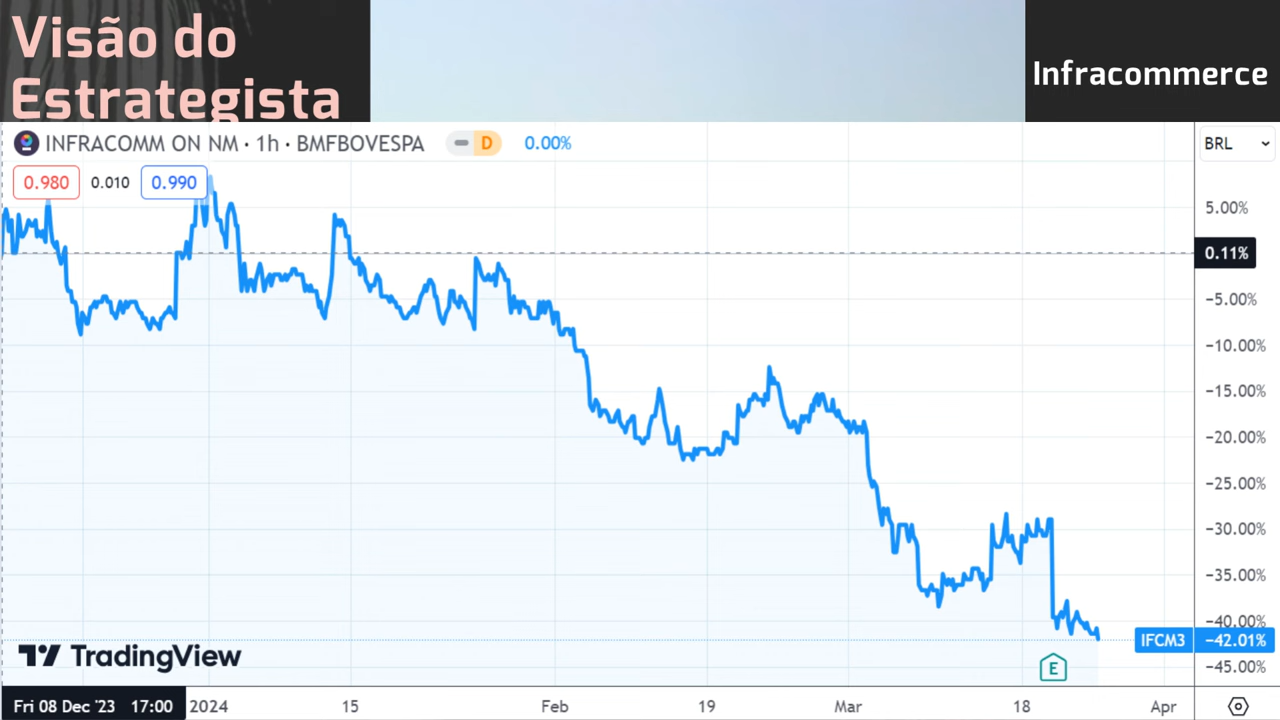 Visão do
Estrategista
Infracommerce
INFRACOMM ON NM · 1h · BMFBOVESPA
D
0.00%
BRL
0.980
0.010
0.990
5.00%
0.11%
−5.00%
−10.00%
−15.00%
−20.00%
−25.00%
−30.00%
−35.00%
−40.00%
IFCM3
−42.01%
−45.00%
TradingView
E
Fri 08 Dec '23 17:00
2024
15
Feb
19
Mar
18
Apr